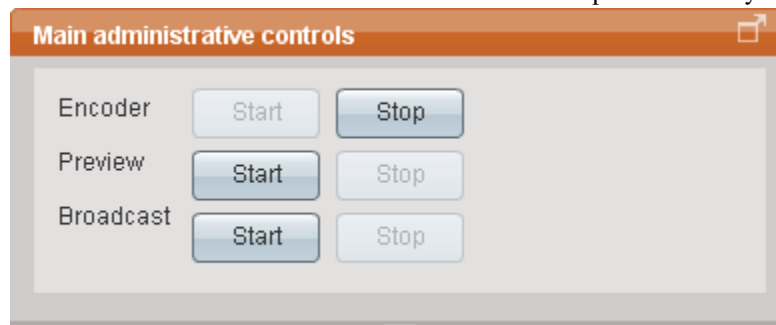 Main administrative controls
Encoder Start Stop
Preview Start Stop
Broadcast Start Stop